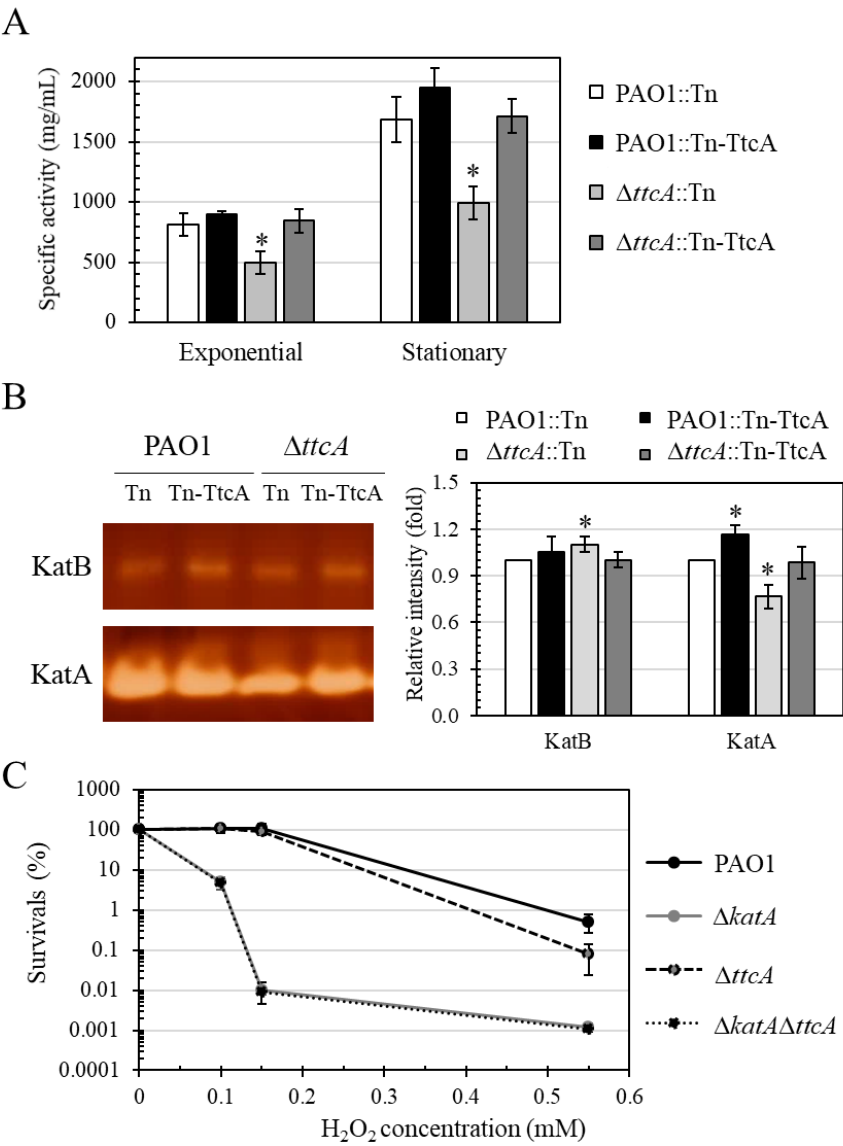 A
Specific activity (mg/mL)
2000
1500
1000
500
0
*
*
Exponential
Stationary
PAO1::Tn
PAO1::Tn-TtcA
ΔttcA::Tn
ΔttcA::Tn-TtcA
B
PAO1 ΔttcA
Tn Tn-TtcA Tn Tn-TtcA
KatB
KatA
PAO1::Tn PAO1::Tn-TtcA
ΔttcA::Tn ΔttcA::Tn-TtcA
Relative intensity (fold)
1.5
1.2
0.9
0.6
0.3
0.0
*
*
*
KatB KatA
C
Survivals (%)
1000
100
10
1
0.1
0.01
0.001
0.0001
0 0.1 0.2 0.3 0.4 0.5 0.6
H₂O₂ concentration (mM)
PAO1
ΔkatA
ΔttcA
ΔkatAΔttcA